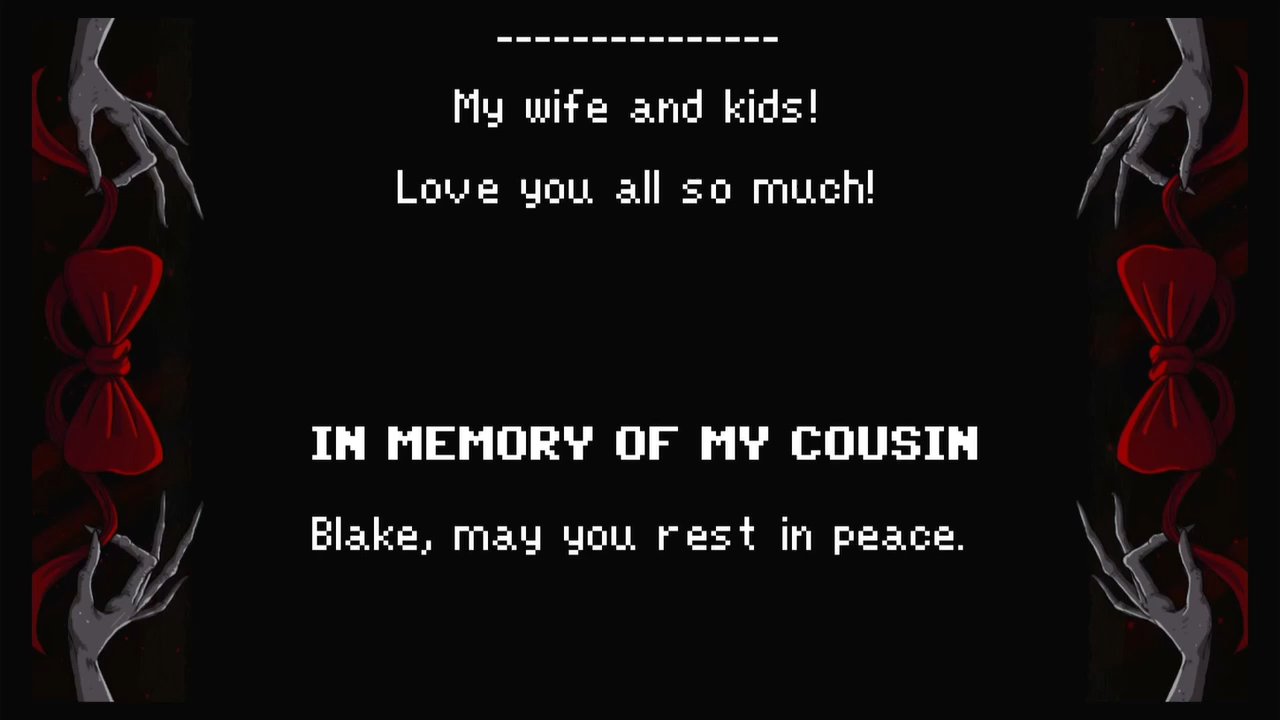 ---------------
My wife and kids!
Love you all so much!
IN MEMORY OF MY COUSIN
Blake, may you rest in peace.